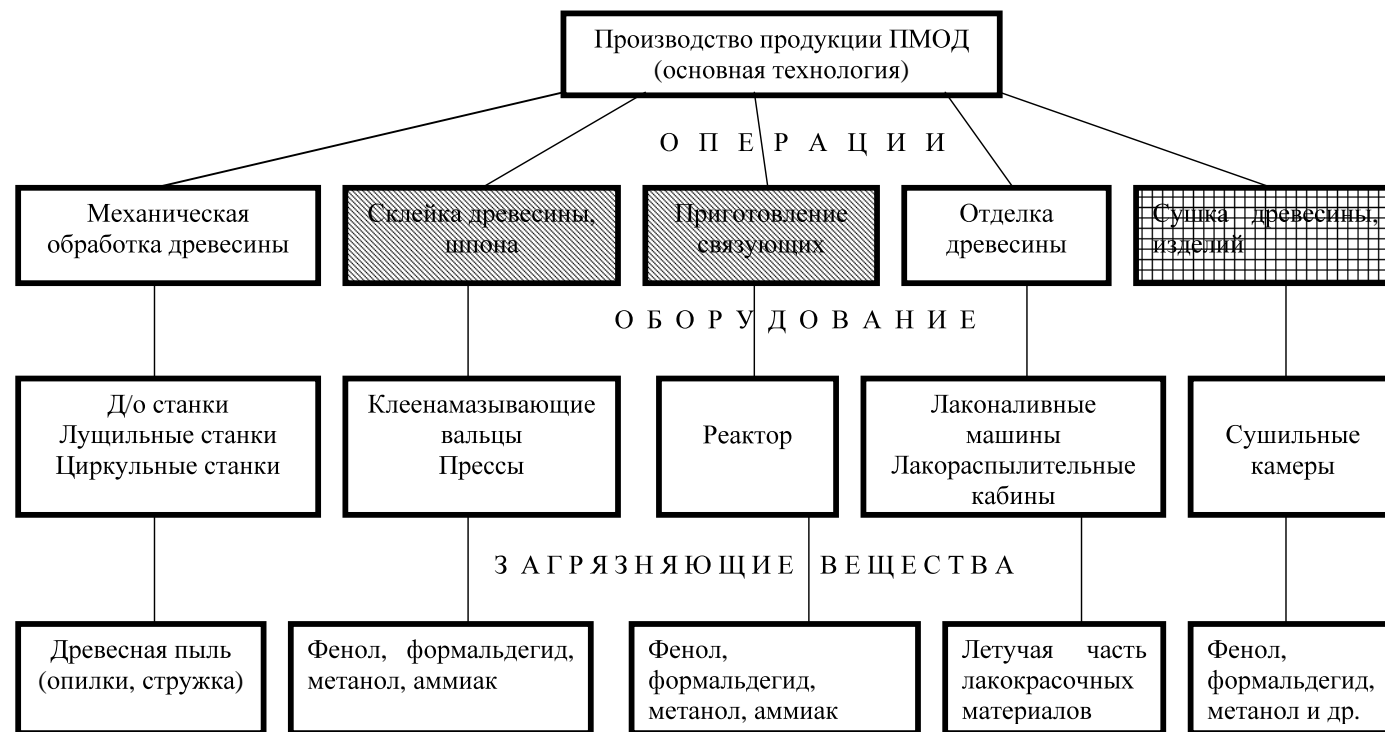 Производство продукции ПМОД
(основная технология)
О П Е Р А Ц И И
Механическая
обработка древесины
Склейка древесины,
шпона
Приготовление
связующих
Отделка
древесины
Сушка древесины,
изделий
О Б О Р У Д О В А Н И Е
Д/о станки
Лущильные станки
Циркульные станки
Клеенамазывающие
вальцы
Прессы
Реактор
Лаконаливные
машины
Лакораспылительные
кабины
Сушильные
камеры
З А Г Р Я З Н Я Ю Щ И Е В Е Щ Е С Т В А
Древесная пыль
(опилки, стружка)
Фенол, формальдегид,
метанол, аммиак
Фенол,
формальдегид,
метанол, аммиак
Летучая часть
лакокрасочных
материалов
Фенол,
формальдегид,
метанол и др.